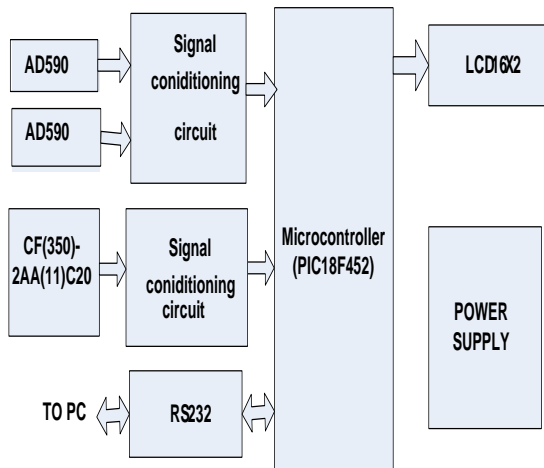 AD590
AD590
Signal
coniditioning
circuit
LCD16X2
CF(350)-
2AA(11)C20
Signal
coniditioning
circuit
Microcontroller
(PIC18F452)
POWER
SUPPLY
TO PC
RS232